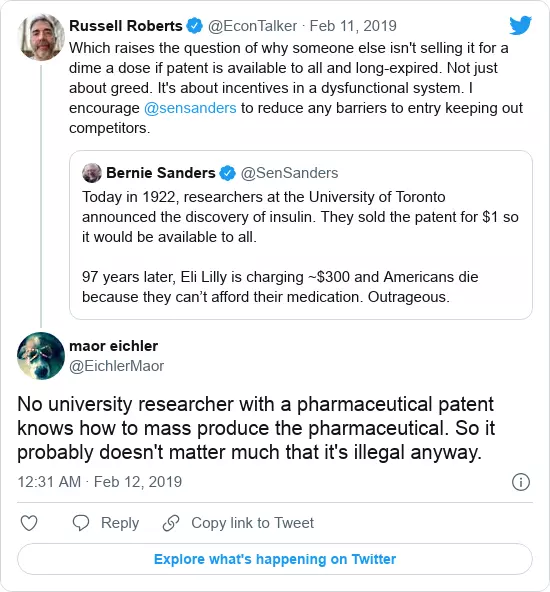 Russell Roberts @EconTalker · Feb 11, 2019
Which raises the question of why someone else isn't selling it for a
dime a dose if patent is available to all and long-expired. Not just
about greed. It's about incentives in a dysfunctional system. I
encourage @sensanders to reduce any barriers to entry keeping out
competitors.
Bernie Sanders @SenSanders
Today in 1922, researchers at the University of Toronto
announced the discovery of insulin. They sold the patent for $1 so
it would be available to all.
97 years later, Eli Lilly is charging ~$300 and Americans die
because they can’t afford their medication. Outrageous.
maor eichler
@EichlerMaor
No university researcher with a pharmaceutical patent
knows how to mass produce the pharmaceutical. So it
probably doesn't matter much that it's illegal anyway.
12:31 AM · Feb 12, 2019
Reply Copy link to Tweet
Explore what's happening on Twitter